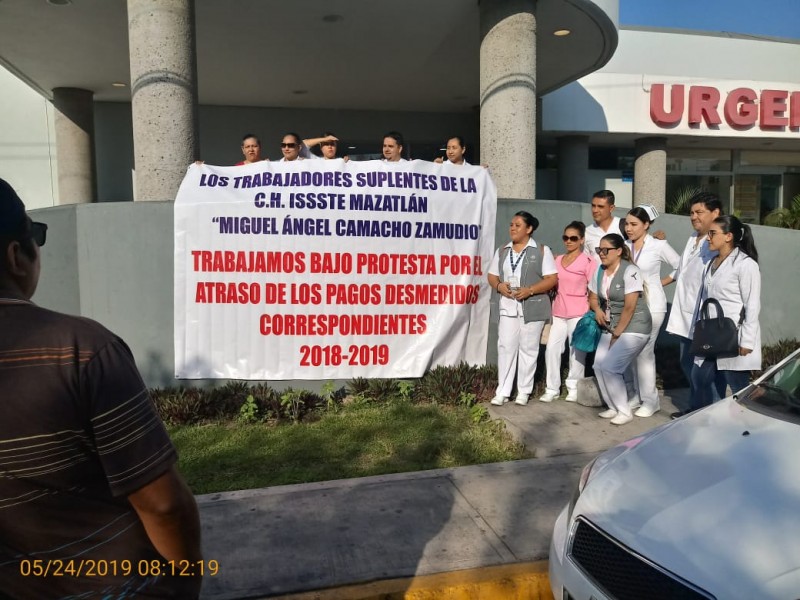 URGE
LOS TRABAJADORES SUPLENTES DE LA
C.H. ISSSTE MAZATLÁN
“MIGUEL ÁNGEL CAMACHO ZAMUDIO”
TRABAJAMOS BAJO PROTESTA POR EL
ATRASO DE LOS PAGOS DESMEDIDOS
CORRESPONDIENTES
2018-2019
05/24/2019 08:12:19